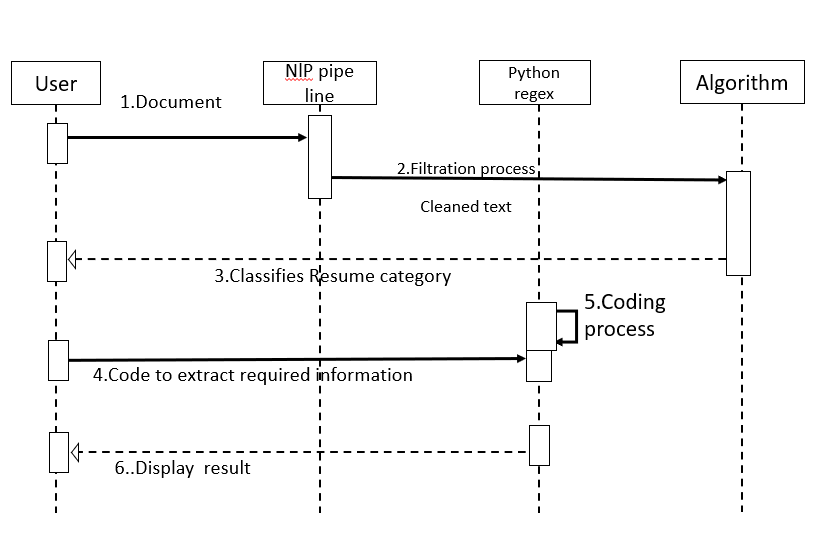 User
NlP pipe
line
Python
regex
Algorithm
1.Document
2.Filtration process
Cleaned text
3.Classifies Resume category
5.Coding
process
4.Code to extract required information
6..Display result